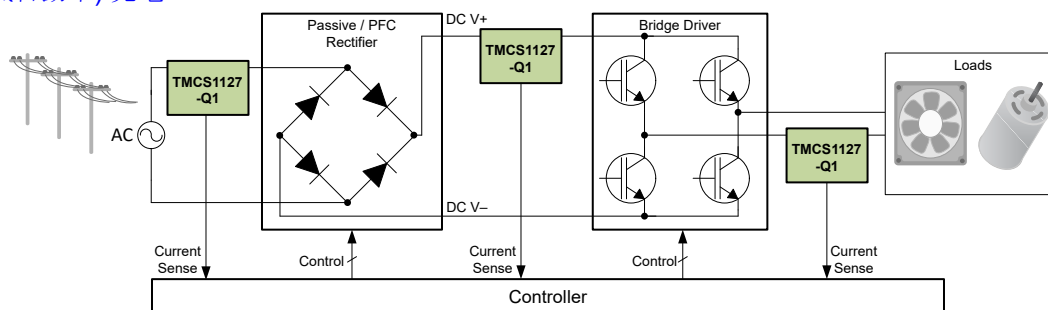 Passive / PFC
Rectifier
DC V+
TMCS1127
-Q1
Bridge Driver
Loads
TMCS1127
-Q1
AC
TMCS1127
-Q1
DC V–
Current
Sense
Control
Current
Sense
Control
Current
Sense
Controller